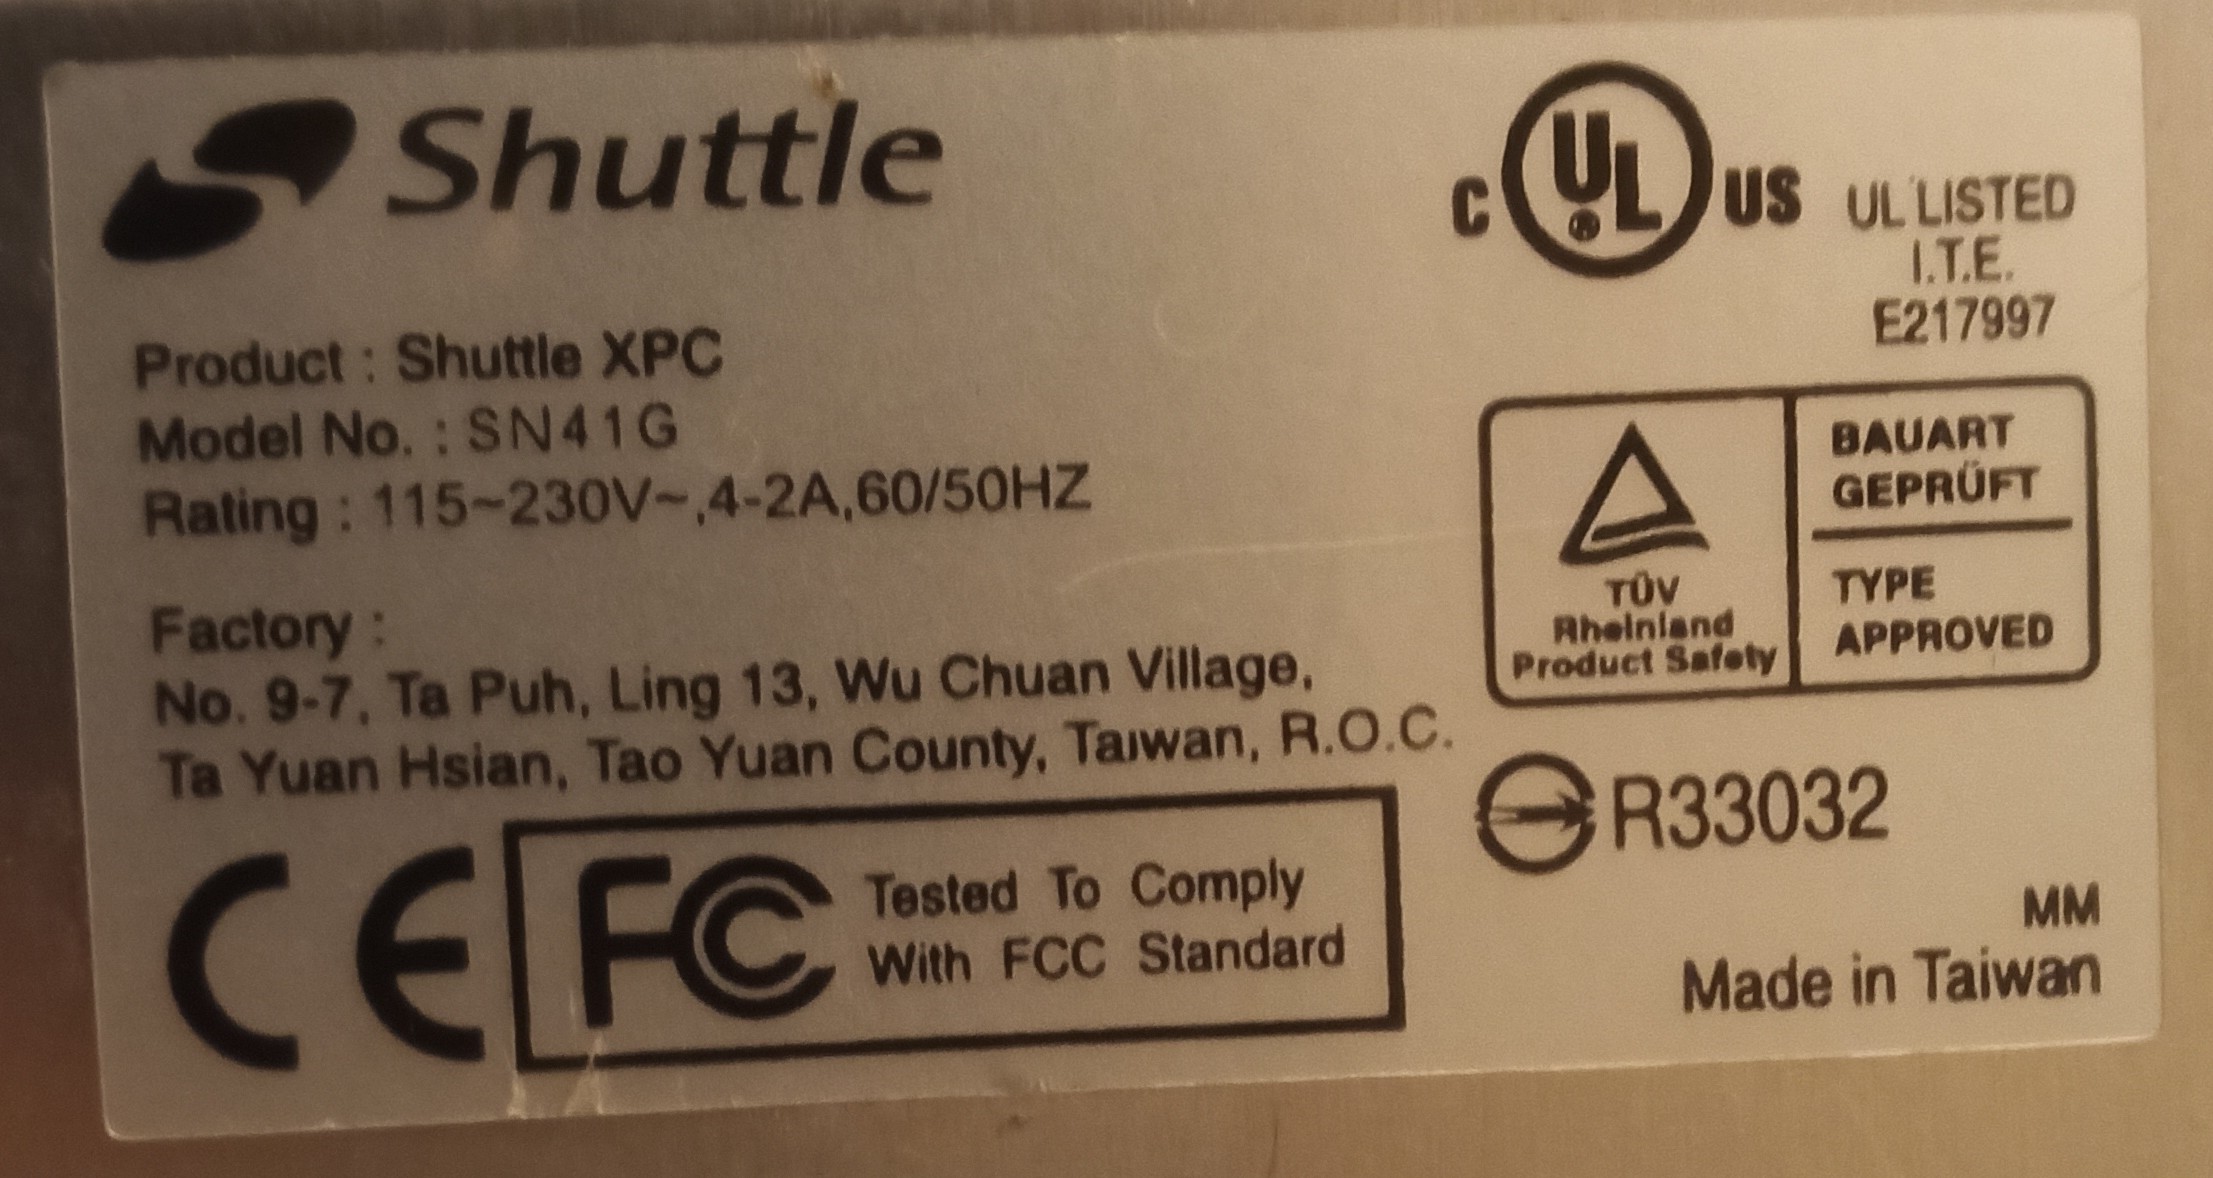 Shuttle
Product : Shuttle XPC
Model No. : SN41G
Rating : 115~230V~,4-2A,60/50HZ
Factory :
No. 9-7, Ta Puh, Ling 13, Wu Chuan Village,
Ta Yuan Hsian, Tao Yuan County, Taiwan, R.O.C.
CE
FC
Tested To Comply
With FCC Standard
C UL ® US
UL LISTED
I.T.E.
E217997
TÜV
Rheinland
Product Safety
BAUART
GEPRÜFT
TYPE
APPROVED
R33032
MM
Made in Taiwan